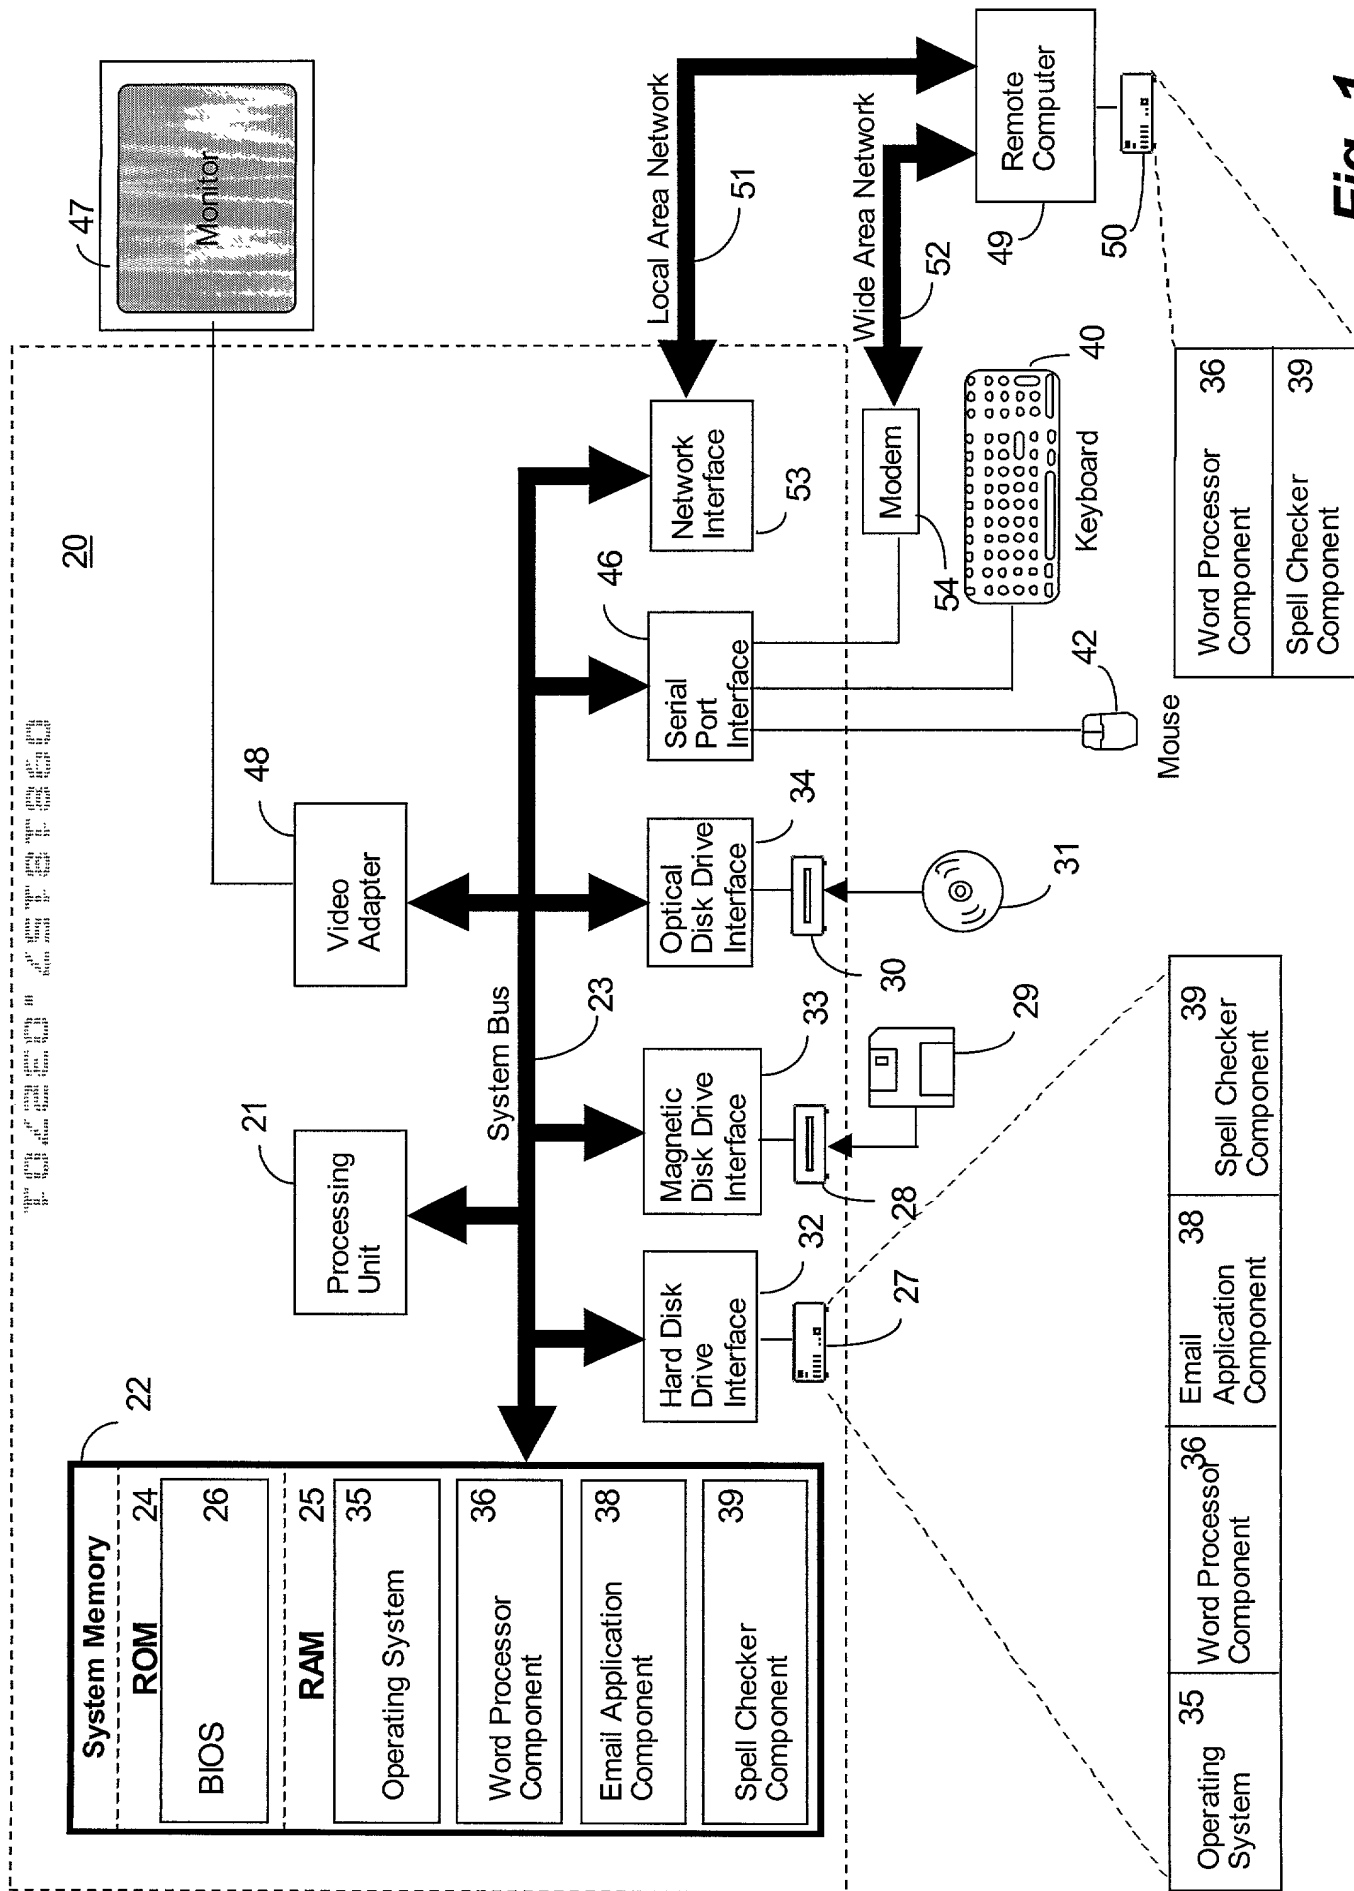 09818157.032701
20
47
Monitor
System Memory
22
ROM
24
BIOS
26
RAM
25
Operating System
35
Word Processor
Component
36
Email Application
Component
38
Spell Checker
Component
39
21
Processing
Unit
48
Video
Adapter
System Bus
23
Hard Disk
Drive
Interface
32
Magnetic
Disk Drive
Interface
33
Optical
Disk Drive
Interface
34
Serial
Port
Interface
46
Network
Interface
53
Local Area Network
51
Wide Area Network
52
Modem
54
Remote
Computer
49
50
27
28
29
30
31
Mouse
42
Keyboard
40
Operating
System
35
Word Processor
Component
36
Email
Application
Component
38
Spell Checker
Component
39
Word Processor
Component
36
Spell Checker
Component
39
Fig. 1